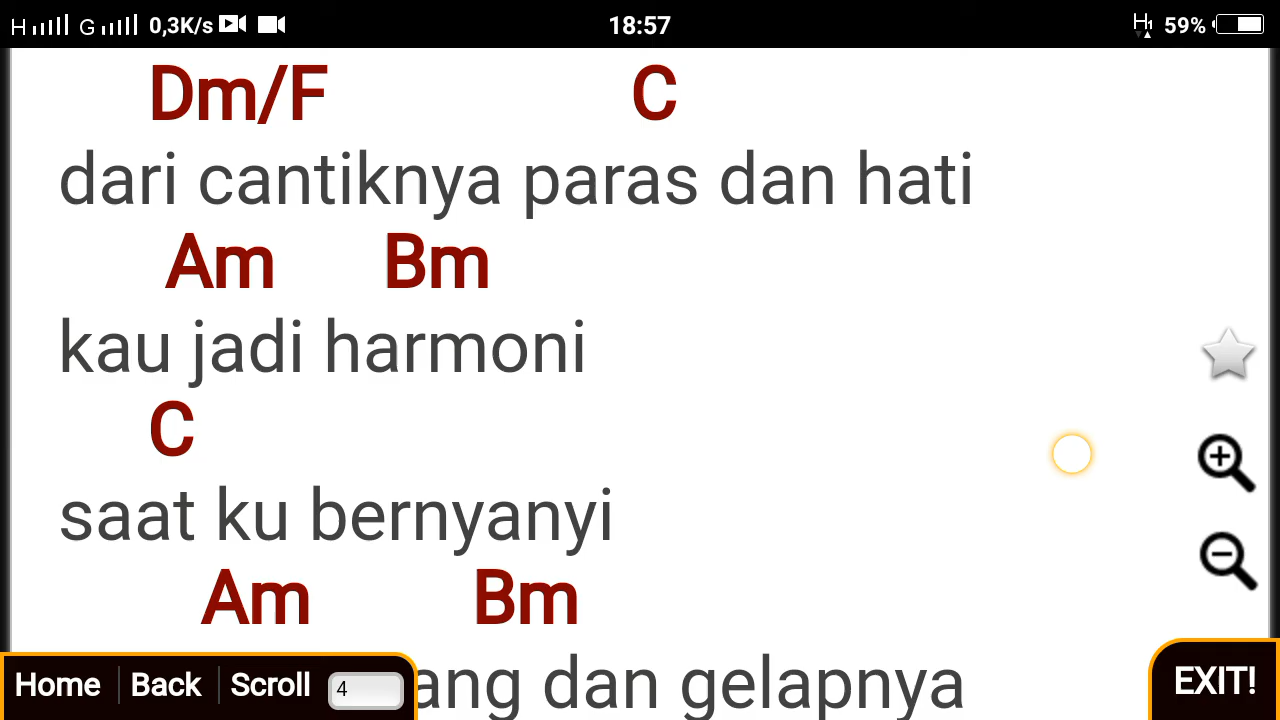 H G 0,3K/s 18:57 H1 59%
Dm/F C
dari cantiknya paras dan hati
Am Bm
kau jadi harmoni
C
saat ku bernyanyi
Am Bm
dan gelapnya
Home Back Scroll 4 EXIT!